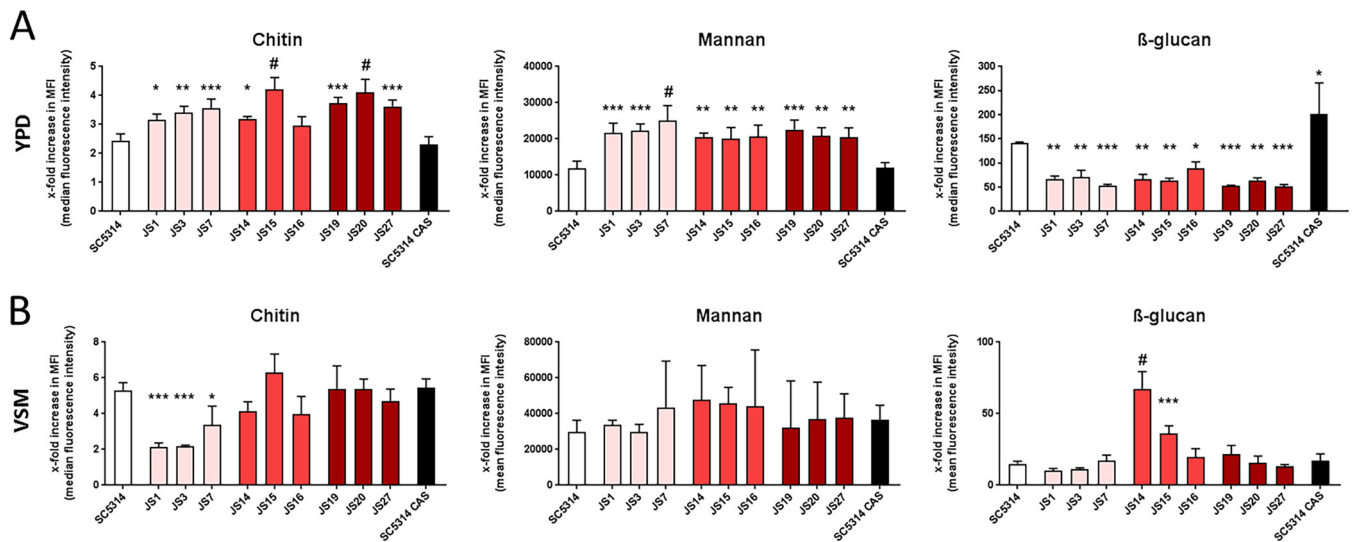 A
YPD
Chitin
x-fold increase in MFI
(median fluorescence intensity)
5
4
3
2
1
0
* ** *** * # *** # ***
SC5314 JS1 JS3 JS7 JS14 JS15 JS16 JS19 JS20 JS27 SC5314 CAS
Mannan
x-fold increase in MFI
(median fluorescence intensity)
40000
30000
20000
10000
0
*** *** # ** ** ** *** ** **
SC5314 JS1 JS3 JS7 JS14 JS15 JS16 JS19 JS20 JS27 SC5314 CAS
ß-glucan
x-fold increase in MFI
(median fluorescence intensity)
300
250
200
150
100
50
0
** ** *** ** ** * *** ** *** *
SC5314 JS1 JS3 JS7 JS14 JS15 JS16 JS19 JS20 JS27 SC5314 CAS
B
VSM
Chitin
x-fold increase in MFI
(median fluorescence intensity)
8
6
4
2
0
*** *** *
SC5314 JS1 JS3 JS7 JS14 JS15 JS16 JS19 JS20 JS27 SC5314 CAS
Mannan
x-fold increase in MFI
(mean fluorescence intesity)
80000
60000
40000
20000
0
SC5314 JS1 JS3 JS7 JS14 JS15 JS16 JS19 JS20 JS27 SC5314 CAS
ß-glucan
x-fold increase in MFI
(mean fluorescence intesity)
100
50
0
# ***
SC5314 JS1 JS3 JS7 JS14 JS15 JS16 JS19 JS20 JS27 SC5314 CAS